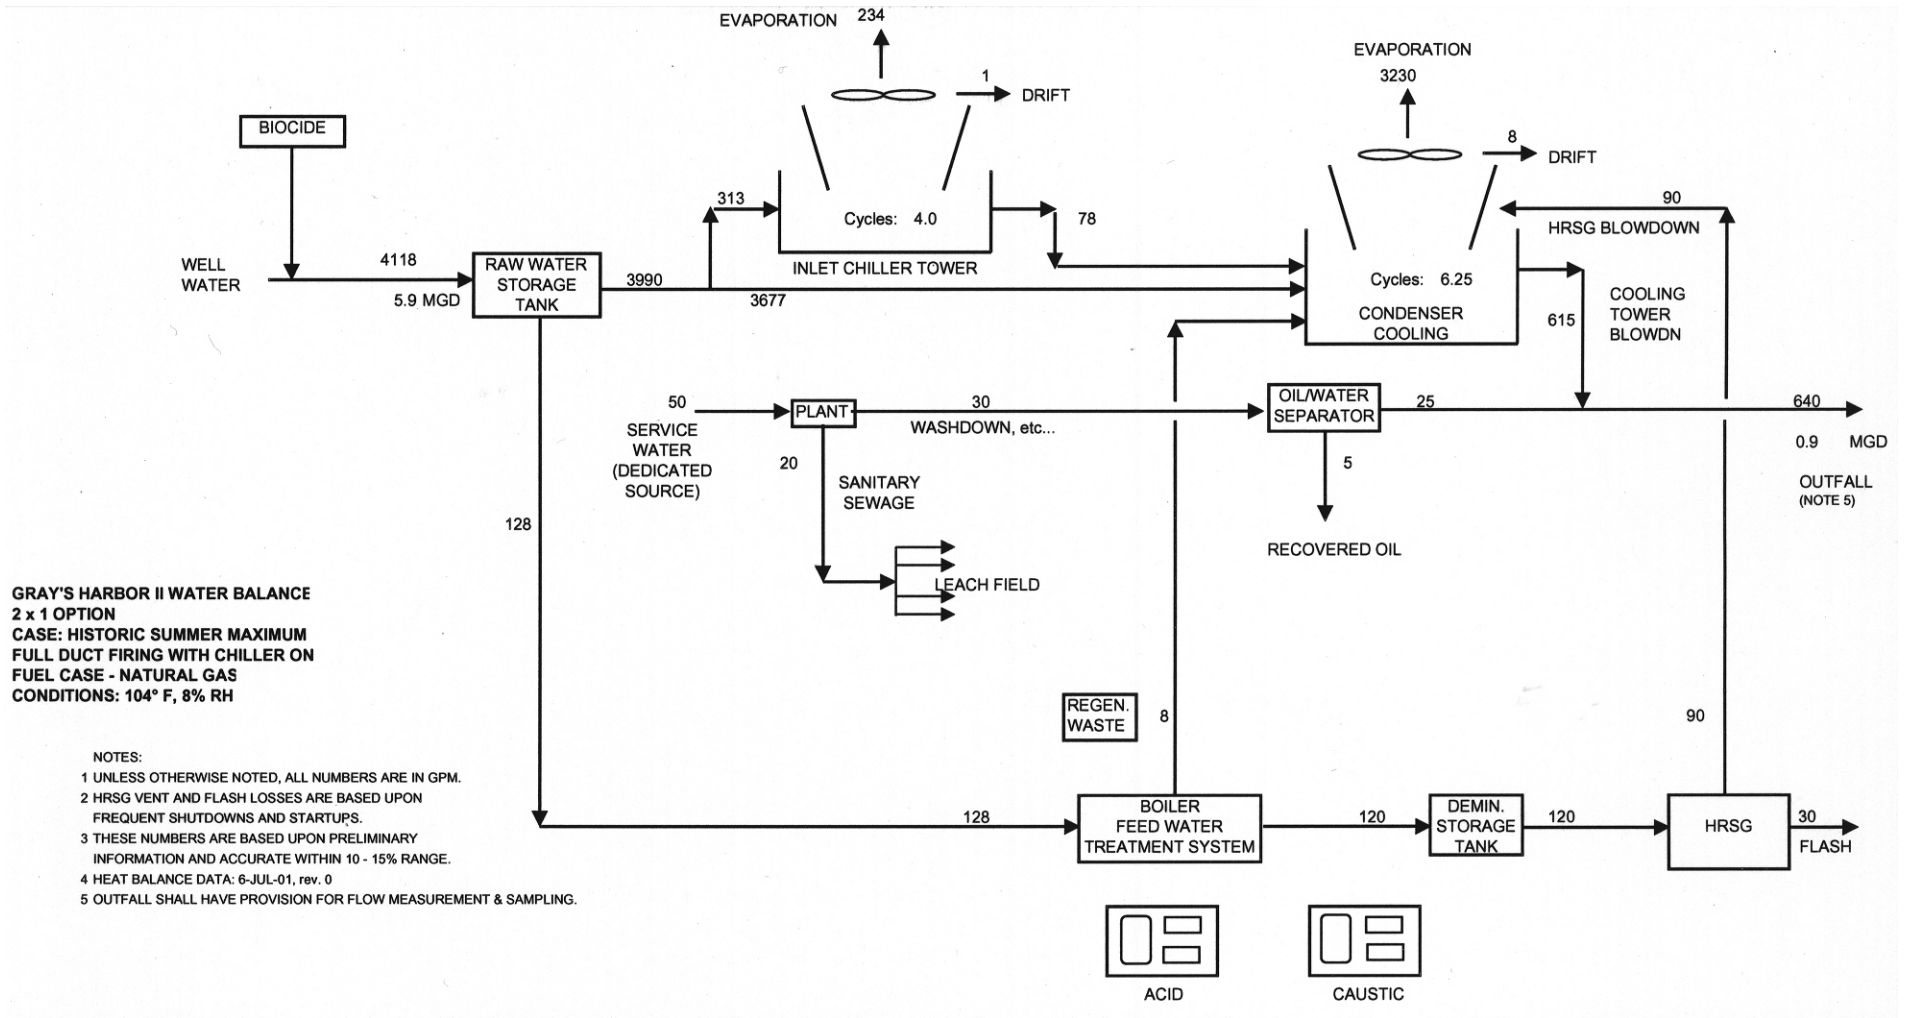 EVAPORATION 234
1
DRIFT
EVAPORATION
3230
8
DRIFT
BIOCIDE
313
Cycles: 4.0
78
INLET CHILLER TOWER
90
HRSG BLOWDOWN
WELL
WATER
4118
5.9 MGD
RAW WATER
STORAGE
TANK
3990
3677
Cycles: 6.25
CONDENSER
COOLING
615
COOLING
TOWER
BLOWDN
50
SERVICE
WATER
(DEDICATED
SOURCE)
PLANT
30
WASHDOWN, etc...
OIL/WATER
SEPARATOR
25
640
0.9 MGD
OUTFALL
(NOTE 5)
20
SANITARY
SEWAGE
5
RECOVERED OIL
LEACH FIELD
128
GRAY'S HARBOR II WATER BALANCE
2 x 1 OPTION
CASE: HISTORIC SUMMER MAXIMUM
FULL DUCT FIRING WITH CHILLER ON
FUEL CASE - NATURAL GAS
CONDITIONS: 104° F, 8% RH
REGEN.
WASTE
8
90
NOTES:
1 UNLESS OTHERWISE NOTED, ALL NUMBERS ARE IN GPM.
2 HRSG VENT AND FLASH LOSSES ARE BASED UPON
FREQUENT SHUTDOWNS AND STARTUPS.
3 THESE NUMBERS ARE BASED UPON PRELIMINARY
INFORMATION AND ACCURATE WITHIN 10 - 15% RANGE.
4 HEAT BALANCE DATA: 6-JUL-01, rev. 0
5 OUTFALL SHALL HAVE PROVISION FOR FLOW MEASUREMENT & SAMPLING.
128
BOILER
FEED WATER
TREATMENT SYSTEM
120
DEMIN.
STORAGE
TANK
120
HRSG
30
FLASH
ACID
CAUSTIC